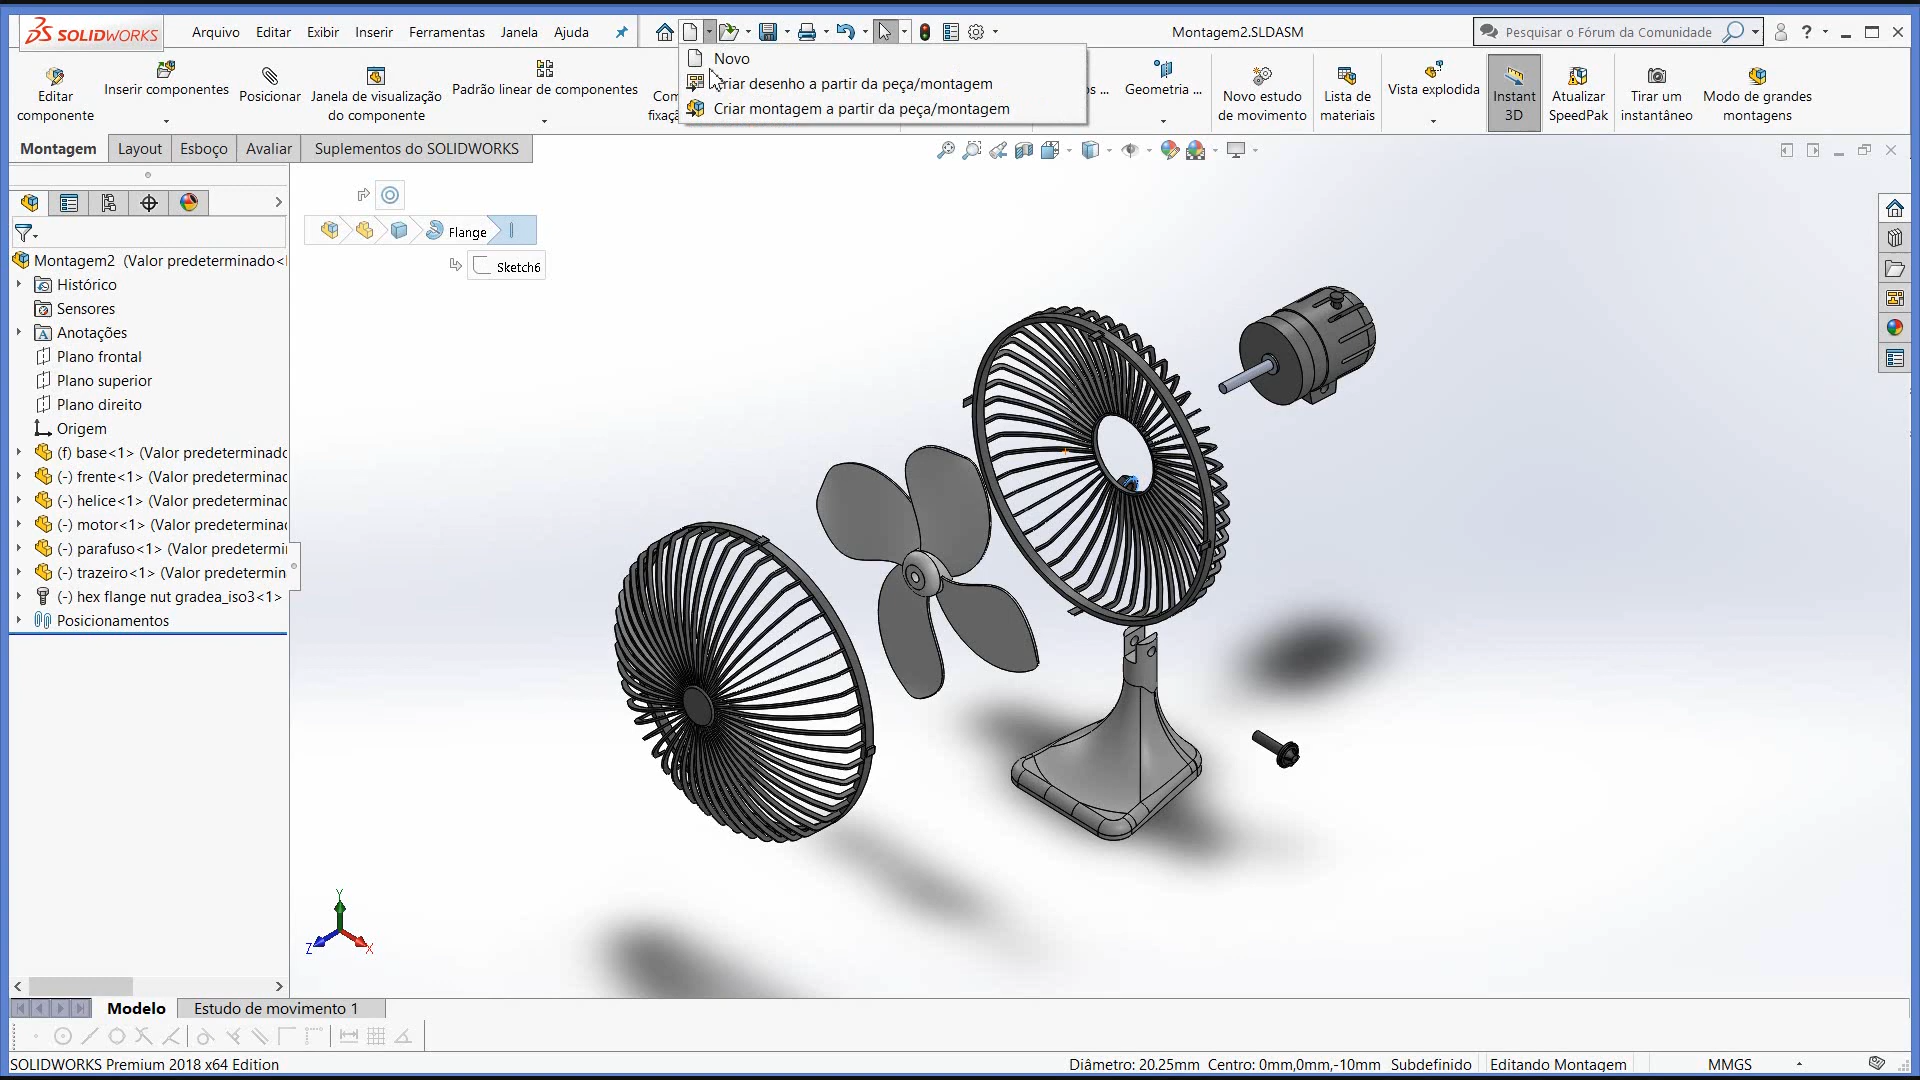 SOLIDWORKS
Arquivo Editar Exibir Inserir Ferramentas Janela Ajuda
Montagem2.SLDASM
Pesquisar o Fórum da Comunidade
?
Novo
Criar desenho a partir da peça/montagem
Criar montagem a partir da peça/montagem
Editar
componente
Inserir componentes
Posicionar
Janela de visualização
do componente
Padrão linear de componentes
Geometria ...
Novo estudo
de movimento
Lista de
materiais
Vista explodida
Instant
3D
Atualizar
SpeedPak
Tirar um
instantâneo
Modo de grandes
montagens
Montagem Layout Esboço Avaliar Suplementos do SOLIDWORKS
Flange
Sketch6
Montagem2 (Valor predeterminado<
Histórico
Sensores
Anotações
Plano frontal
Plano superior
Plano direito
Origem
(f) base<1> (Valor predeterminado
(-) frente<1> (Valor predeterminad
(-) helice<1> (Valor predeterminad
(-) motor<1> (Valor predeterminad
(-) parafuso<1> (Valor predetermi
(-) trazeiro<1> (Valor predetermin
(-) hex flange nut gradea_iso3<1>
Posicionamentos
Y
Z
X
Modelo Estudo de movimento 1
SOLIDWORKS Premium 2018 x64 Edition
Diâmetro: 20.25mm Centro: 0mm,0mm,-10mm Subdefinido Editando Montagem MMGS